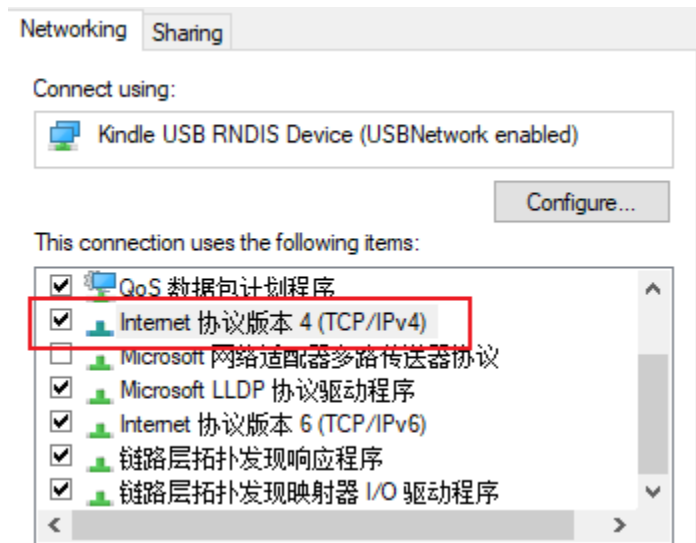 Networking Sharing
Connect using:
Kindle USB RNDIS Device (USBNetwork enabled)
Configure...
This connection uses the following items:
QoS 数据包计划程序
Internet 协议版本 4 (TCP/IPv4)
Microsoft 网络适配器多路传送器协议
Microsoft LLDP 协议驱动程序
Internet 协议版本 6 (TCP/IPv6)
链路层拓扑发现响应程序
链路层拓扑发现映射器 I/O 驱动程序